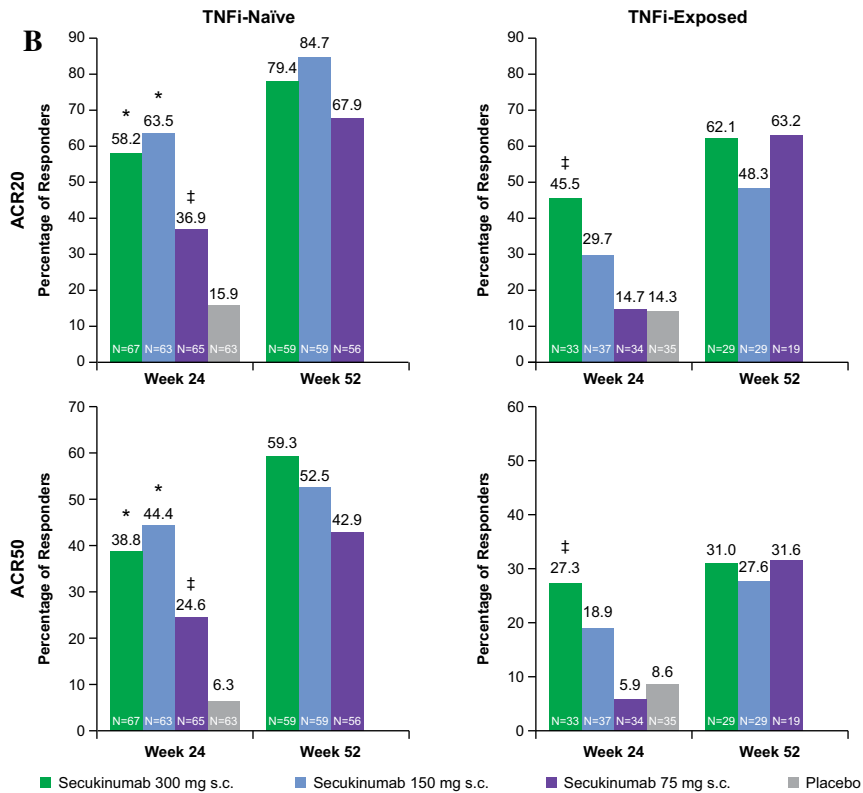 B
TNFi-Naïve
TNFi-Exposed
ACR20
Percentage of Responders
90
80
70
60
50
40
30
20
10
0
*
58.2
*
63.5
‡
36.9
15.9
79.4
84.7
67.9
N=67
N=63
N=65
N=63
N=59
N=59
N=56
Week 24
Week 52
Percentage of Responders
90
80
70
60
50
40
30
20
10
0
‡
45.5
29.7
14.7
14.3
62.1
48.3
63.2
N=33
N=37
N=34
N=35
N=29
N=29
N=19
Week 24
Week 52
ACR50
Percentage of Responders
70
60
50
40
30
20
10
0
*
38.8
*
44.4
‡
24.6
6.3
59.3
52.5
42.9
N=67
N=63
N=65
N=63
N=59
N=59
N=56
Week 24
Week 52
Percentage of Responders
60
50
40
30
20
10
0
‡
27.3
18.9
5.9
8.6
31.0
27.6
31.6
N=33
N=37
N=34
N=35
N=29
N=29
N=19
Week 24
Week 52
Secukinumab 300 mg s.c.
Secukinumab 150 mg s.c.
Secukinumab 75 mg s.c.
Placebo